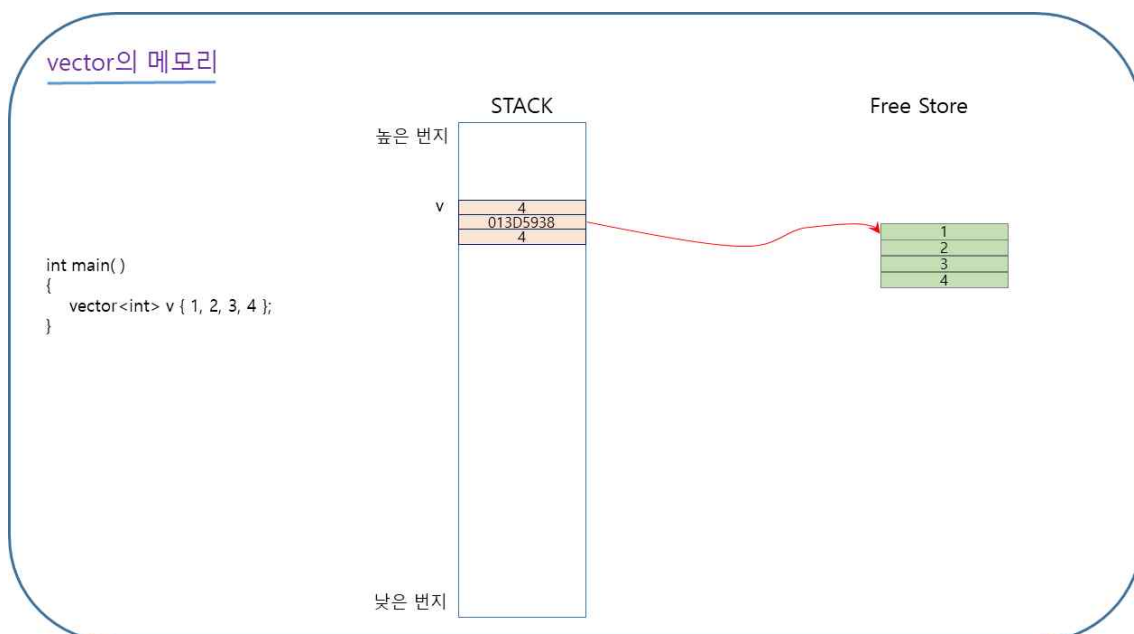 vector의 메모리
STACK
Free Store
높은 번지
v
4
013D5938
4
1
2
3
4
int main( )
{
vector<int> v { 1, 2, 3, 4 };
}
낮은 번지